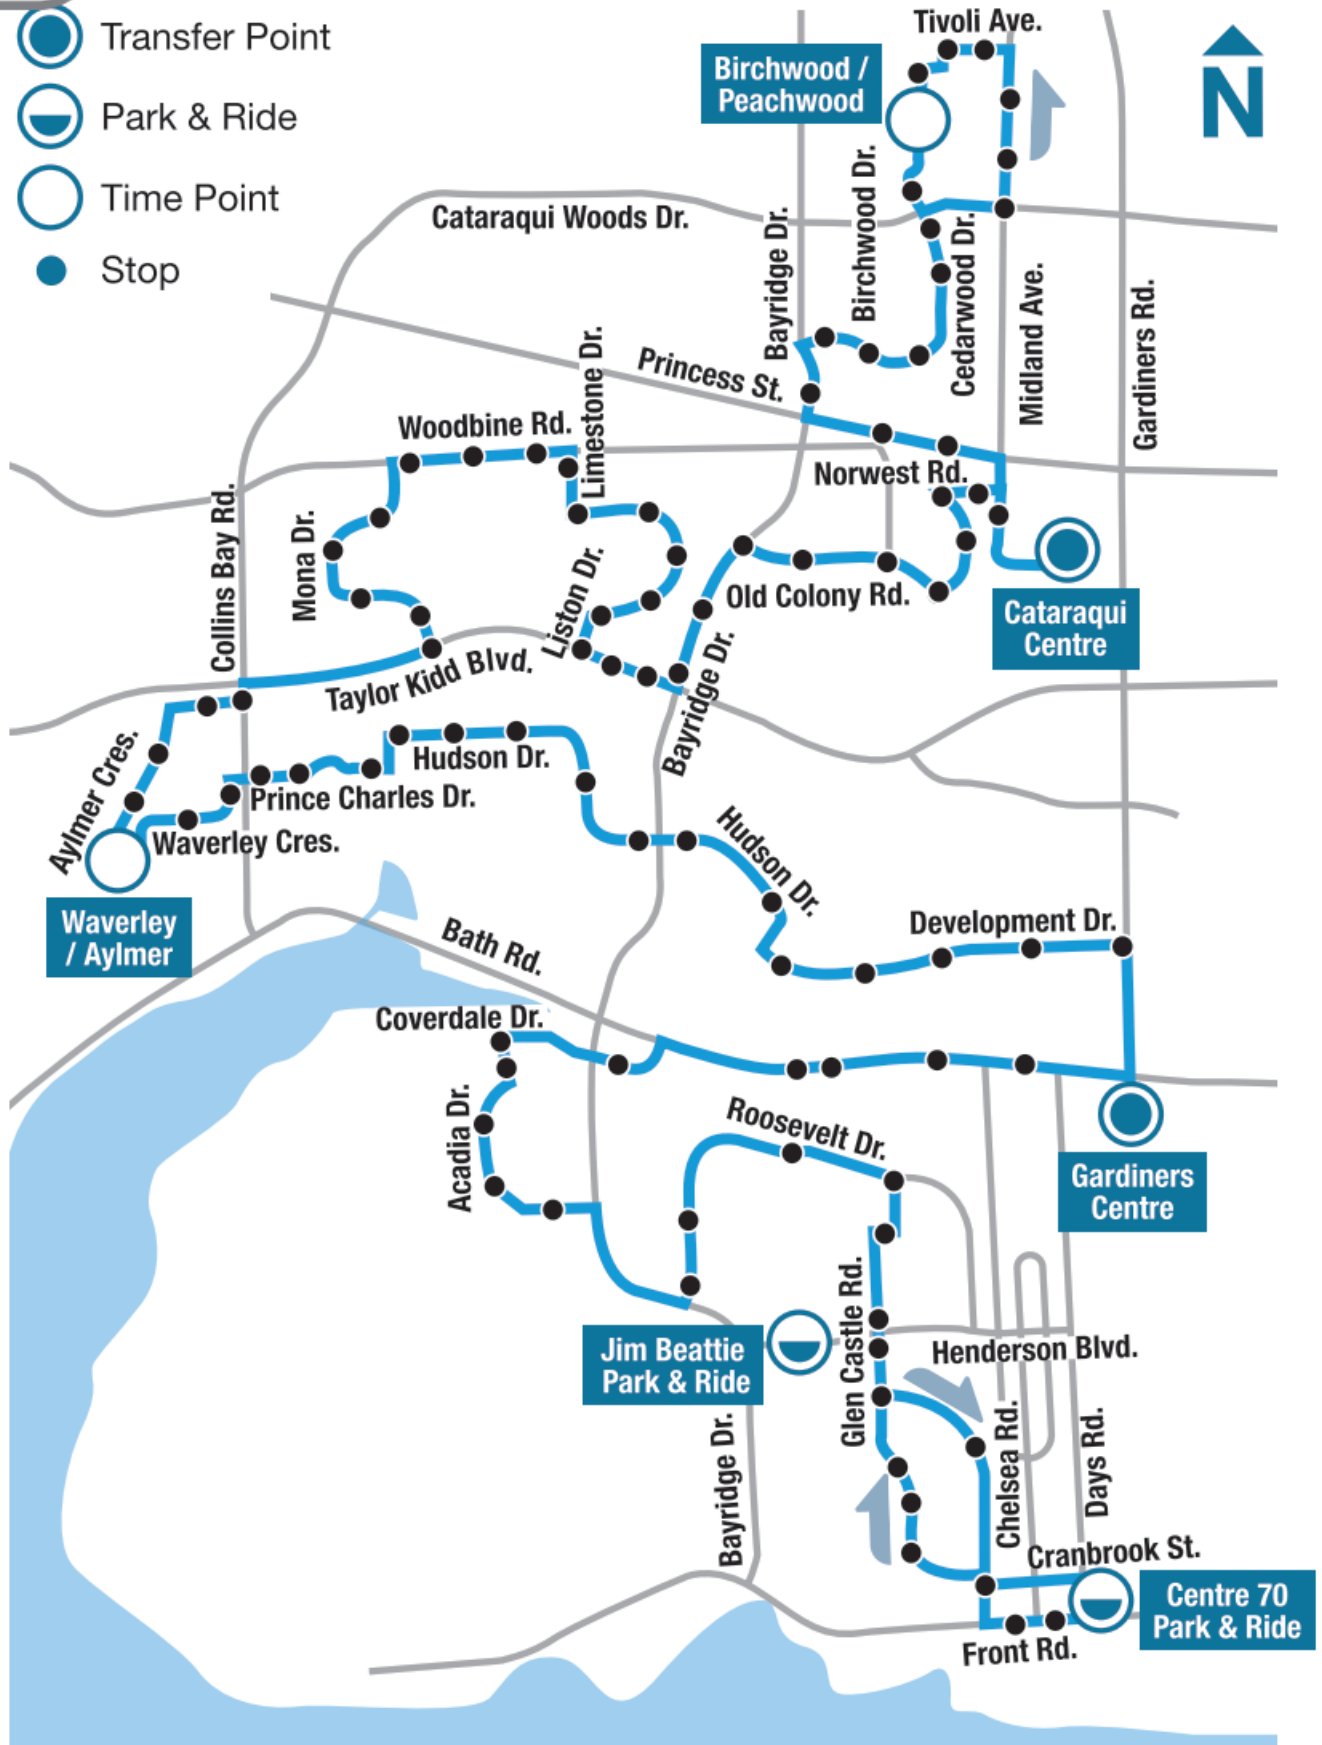 Transfer Point
Park & Ride
Time Point
Stop
Tivoli Ave.
Birchwood /
Peachwood
N
Birchwood Dr.
Cataraqui Woods Dr.
Bayridge Dr.
Cedarwood Dr.
Midland Ave.
Gardiners Rd.
Princess St.
Limestone Dr.
Woodbine Rd.
Norwest Rd.
Collins Bay Rd.
Mona Dr.
Liston Dr.
Old Colony Rd.
Cataraqui
Centre
Taylor Kidd Blvd.
Bayridge Dr.
Aylmer Cres.
Hudson Dr.
Prince Charles Dr.
Waverley Cres.
Hudson Dr.
Waverley
/ Aylmer
Development Dr.
Bath Rd.
Coverdale Dr.
Acadia Dr.
Roosevelt Dr.
Gardiners
Centre
Glen Castle Rd.
Jim Beattie
Park & Ride
Henderson Blvd.
Bayridge Dr.
Chelsea Rd.
Days Rd.
Cranbrook St.
Centre 70
Park & Ride
Front Rd.